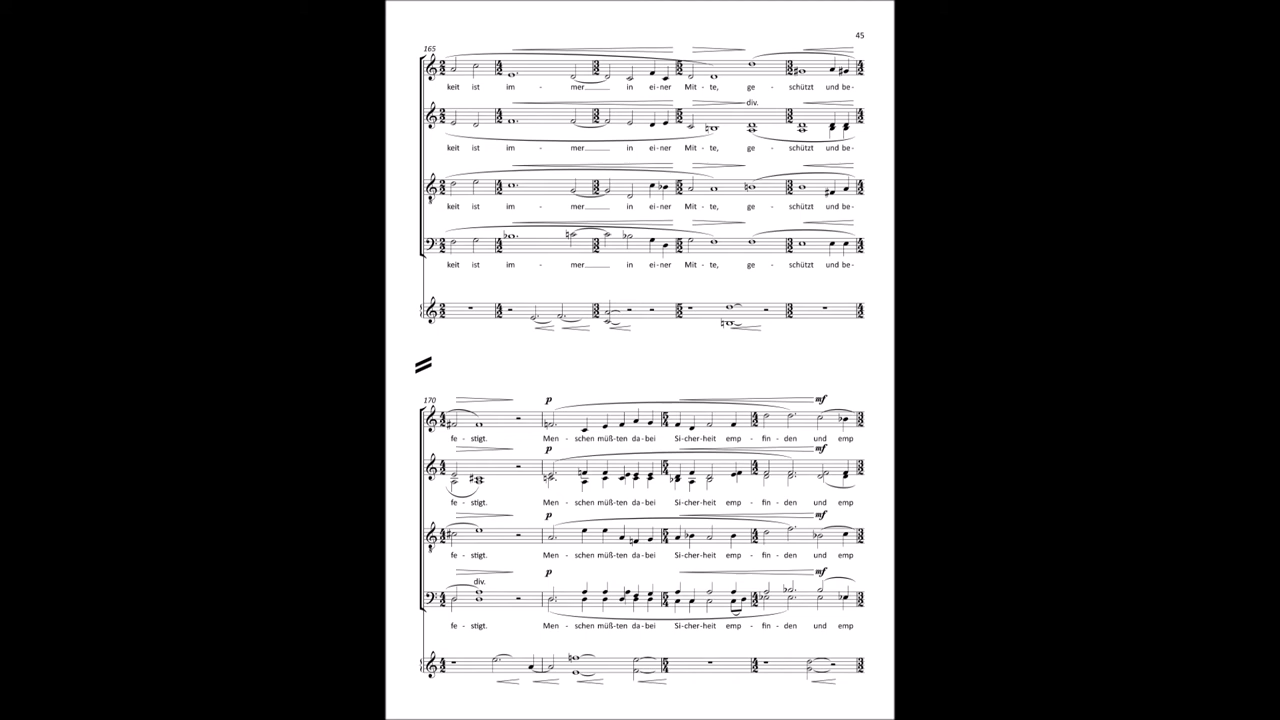 45
165
keit ist im - mer____ in ei-ner Mit - te, ge - schützt und be-
div.
keit ist im - mer____ in ei-ner Mit - te, ge - schützt und be-
keit ist im - mer____ in ei-ner Mit - te, ge - schützt und be-
keit ist im - mer____ in ei-ner Mit - te, ge - schützt und be-
170
p mf
fe - stigt. Men - schen müß-ten da-bei Si-cher-heit emp - fin - den und emp
p mf
fe - stigt. Men - schen müß-ten da-bei Si-cher-heit emp - fin - den und emp
p mf
fe - stigt. Men - schen müß-ten da-bei Si-cher-heit emp - fin - den und emp
div. p mf
fe - stigt. Men - schen müß-ten da-bei Si-cher-heit emp - fin - den und emp